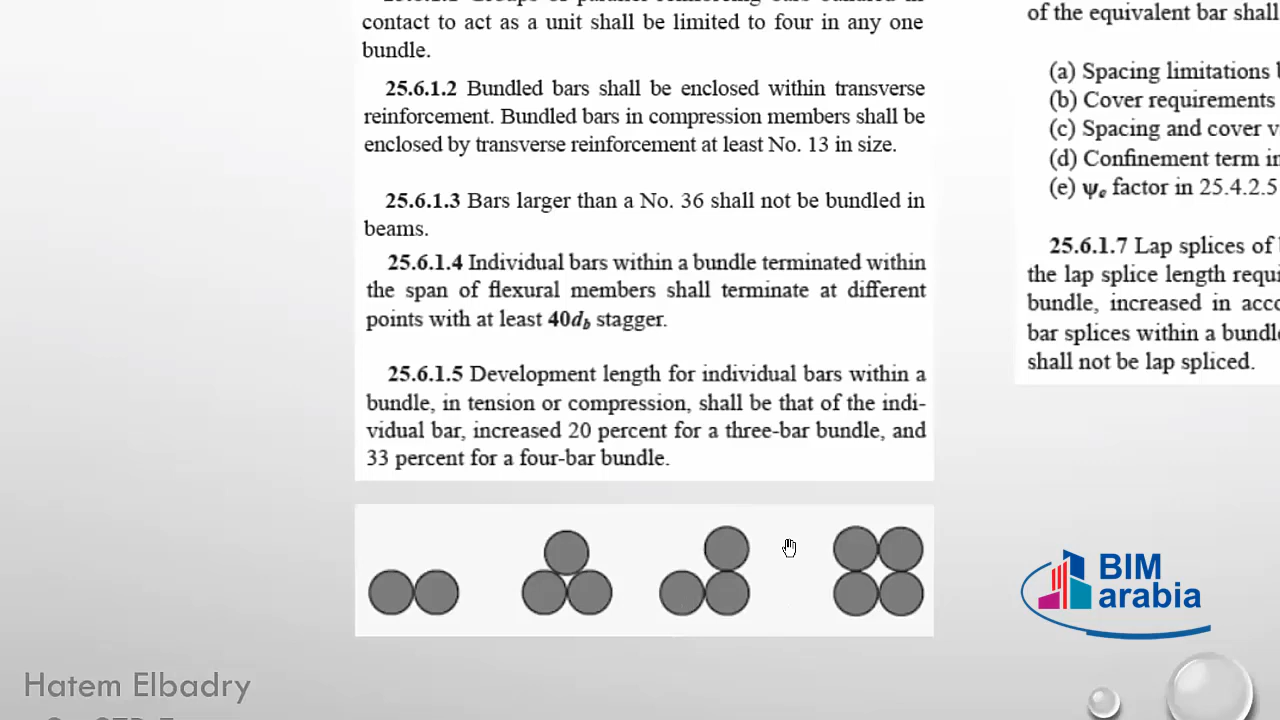 contact to act as a unit shall be limited to four in any one
bundle.
25.6.1.2 Bundled bars shall be enclosed within transverse
reinforcement. Bundled bars in compression members shall be
enclosed by transverse reinforcement at least No. 13 in size.
25.6.1.3 Bars larger than a No. 36 shall not be bundled in
beams.
25.6.1.4 Individual bars within a bundle terminated within
the span of flexural members shall terminate at different
points with at least 40db stagger.
25.6.1.5 Development length for individual bars within a
bundle, in tension or compression, shall be that of the indi-
vidual bar, increased 20 percent for a three-bar bundle, and
33 percent for a four-bar bundle.
of the equivalent bar shall
(a) Spacing limitations
(b) Cover requirements
(c) Spacing and cover
(d) Confinement term
(e) ψe factor in 25.4.2.5
25.6.1.7 Lap splices of
the lap splice length
bundle, increased in
bar splices within a
shall not be lap spliced.
BIM
arabia
Hatem Elbadry